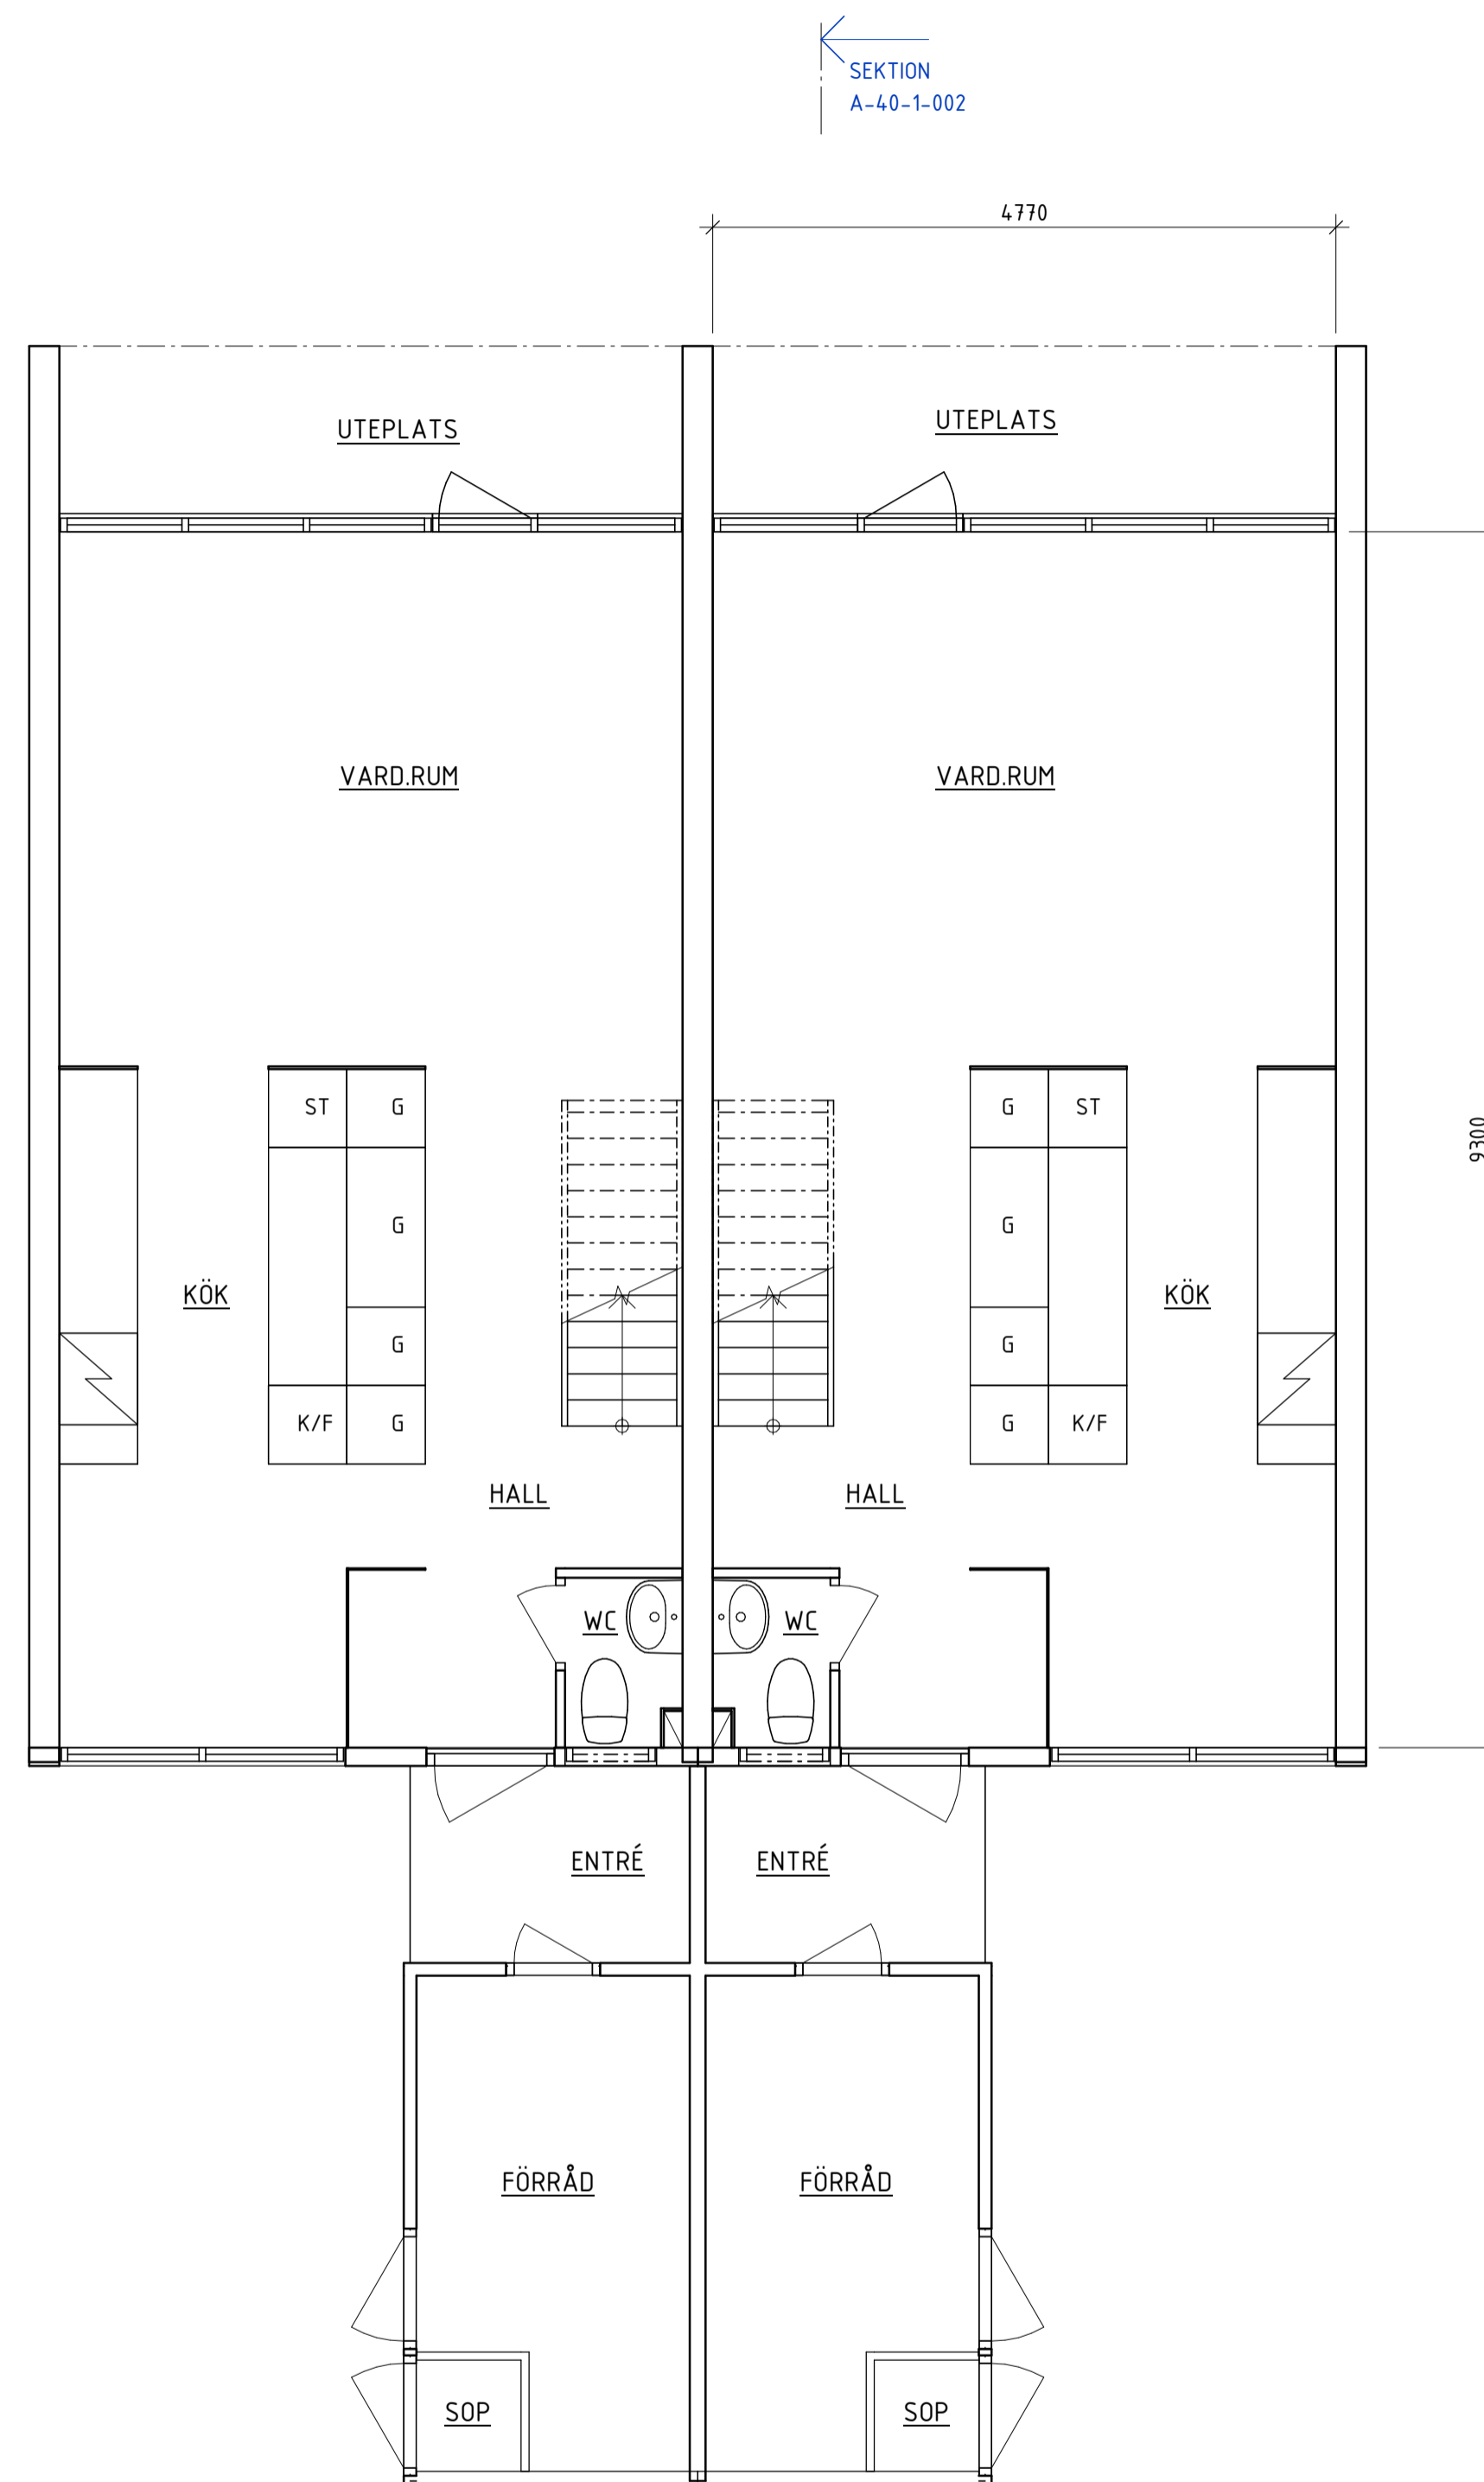 SEKTION
A-40-1-002
4770
UTEPLATS
UTEPLATS
VARD.RUM
VARD.RUM
9300
ST G
G ST
G
G
KÖK
KÖK
G
G
K/F G
G K/F
HALL
HALL
WC
WC
ENTRÉ
ENTRÉ
FÖRRÅD
FÖRRÅD
SOP
SOP